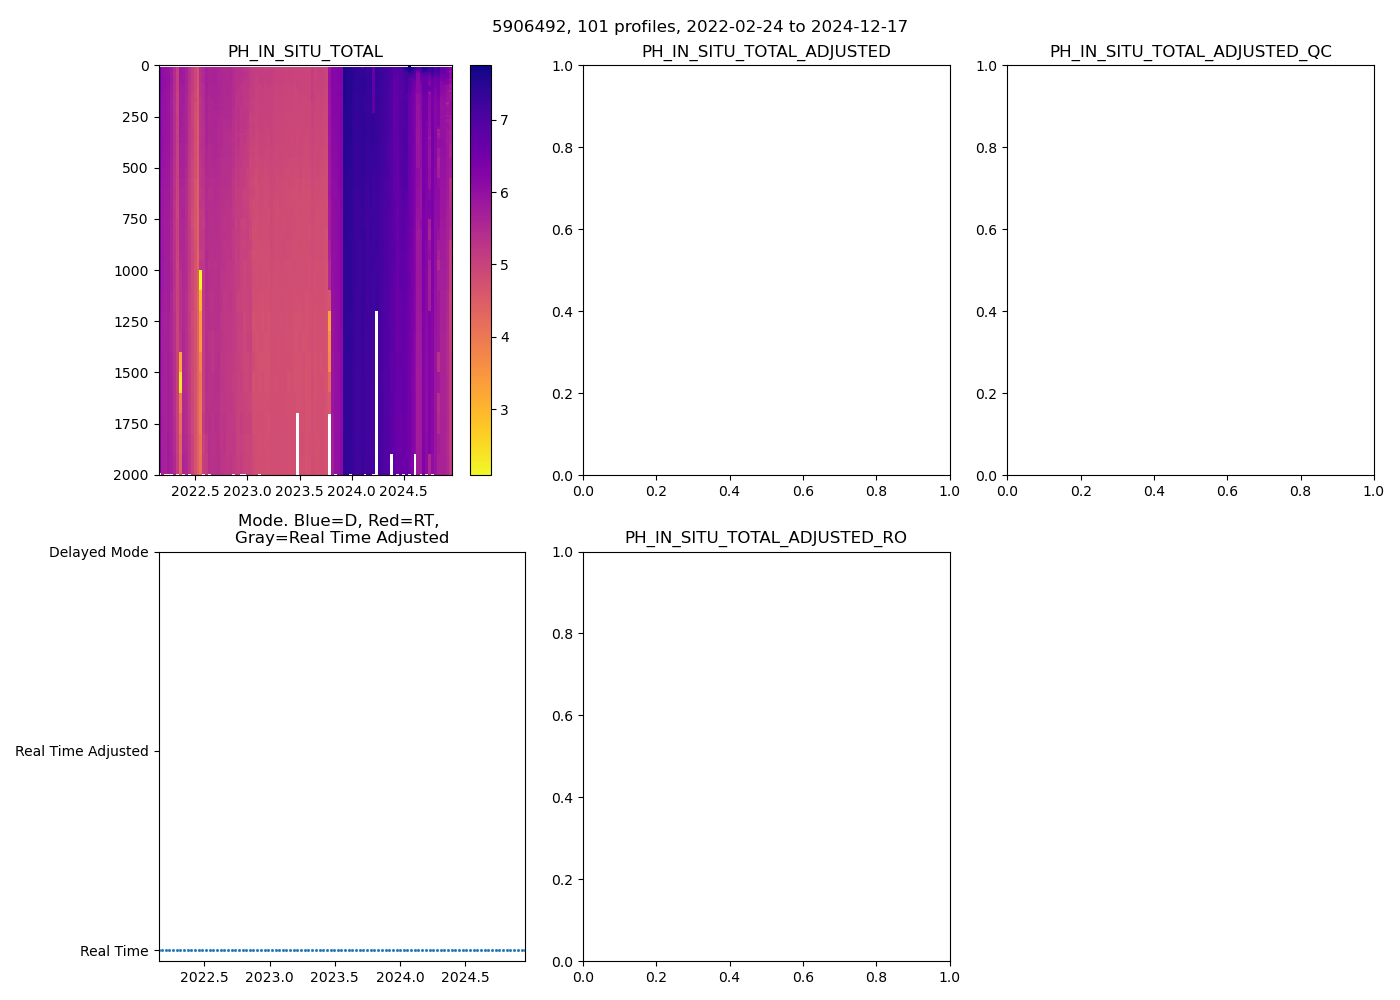 5906492, 101 profiles, 2022-02-24 to 2024-12-17
PH_IN_SITU_TOTAL
0
250
500
750
1000
1250
1500
1750
2000
2022.5 2023.0 2023.5 2024.0 2024.5
7
6
5
4
3
PH_IN_SITU_TOTAL_ADJUSTED
1.0
0.8
0.6
0.4
0.2
0.0
0.0 0.2 0.4 0.6 0.8 1.0
PH_IN_SITU_TOTAL_ADJUSTED_QC
1.0
0.8
0.6
0.4
0.2
0.0
0.0 0.2 0.4 0.6 0.8 1.0
Mode. Blue=D, Red=RT,
Gray=Real Time Adjusted
Delayed Mode
Real Time Adjusted
Real Time
2022.5 2023.0 2023.5 2024.0 2024.5
PH_IN_SITU_TOTAL_ADJUSTED_RO
1.0
0.8
0.6
0.4
0.2
0.0
0.0 0.2 0.4 0.6 0.8 1.0